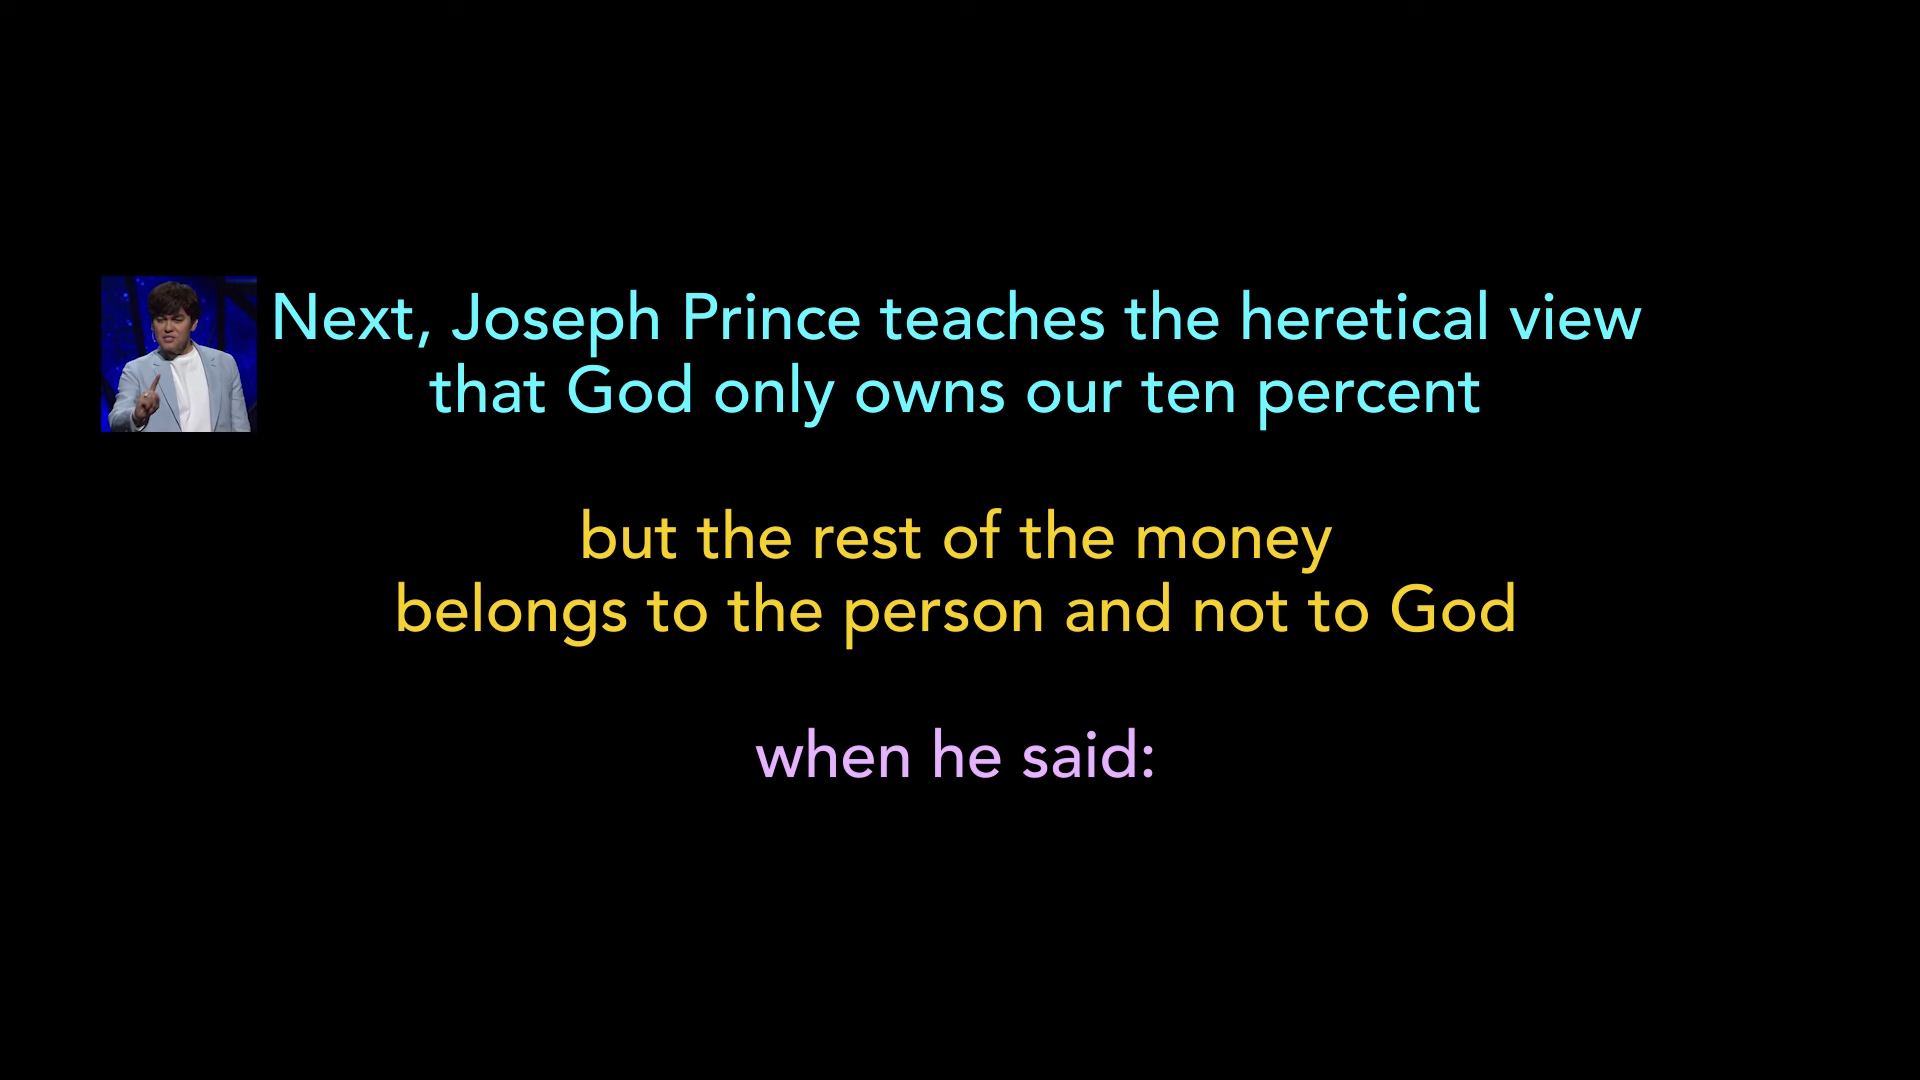 Next, Joseph Prince teaches the heretical view
that God only owns our ten percent
but the rest of the money
belongs to the person and not to God
when he said: